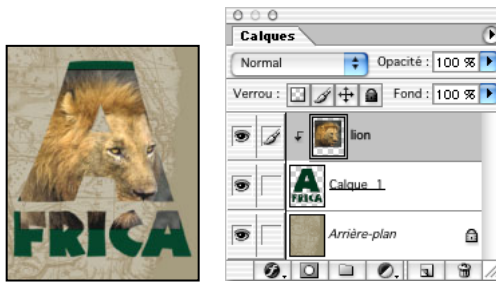 A
FRICA
Calques
Normal
Opacité : 100 %
Verrou :
Fond : 100 %
lion
A
FRICA
Calque 1
Arrière-plan